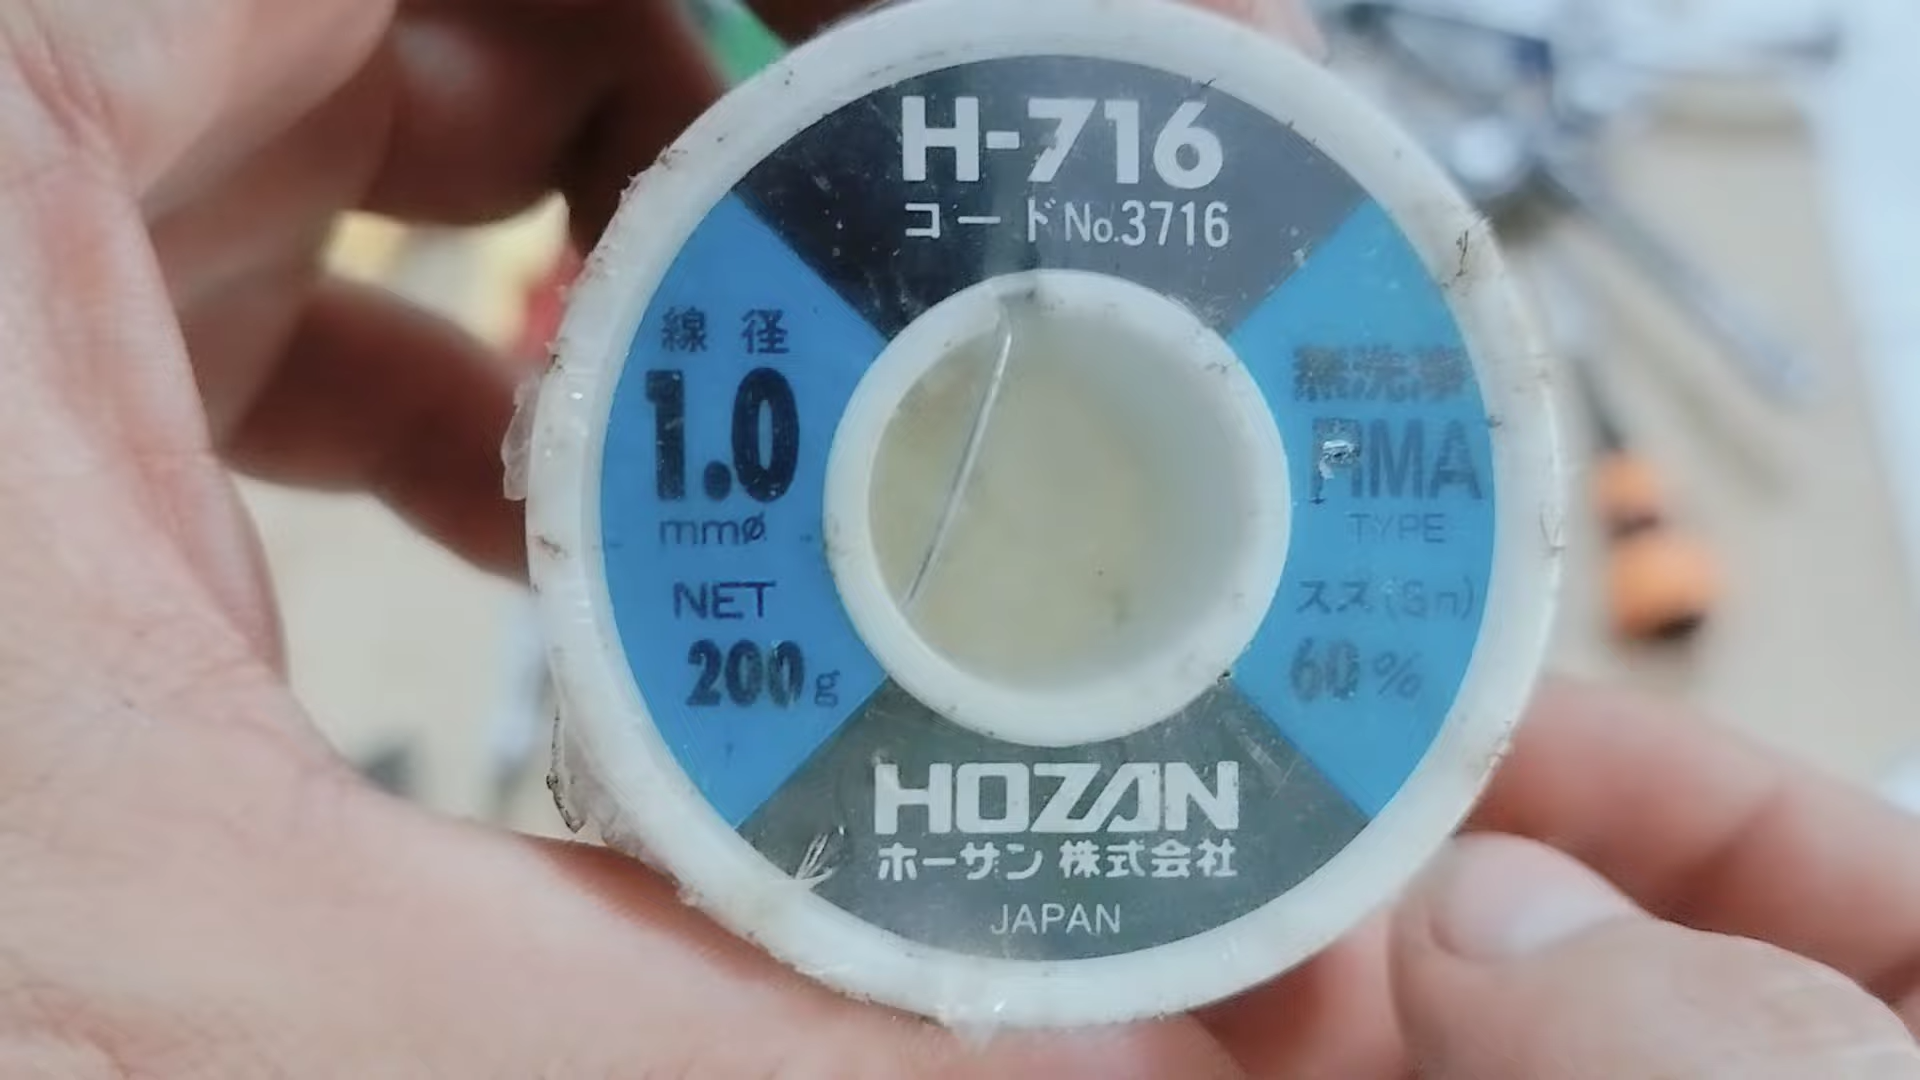 H-716
コードNo.3716
線径
1.0
mmø
NET
200g
無洗浄
RMA
TYPE
スズ(Sn)
60%
HOZAN
ホーザン株式会社
JAPAN